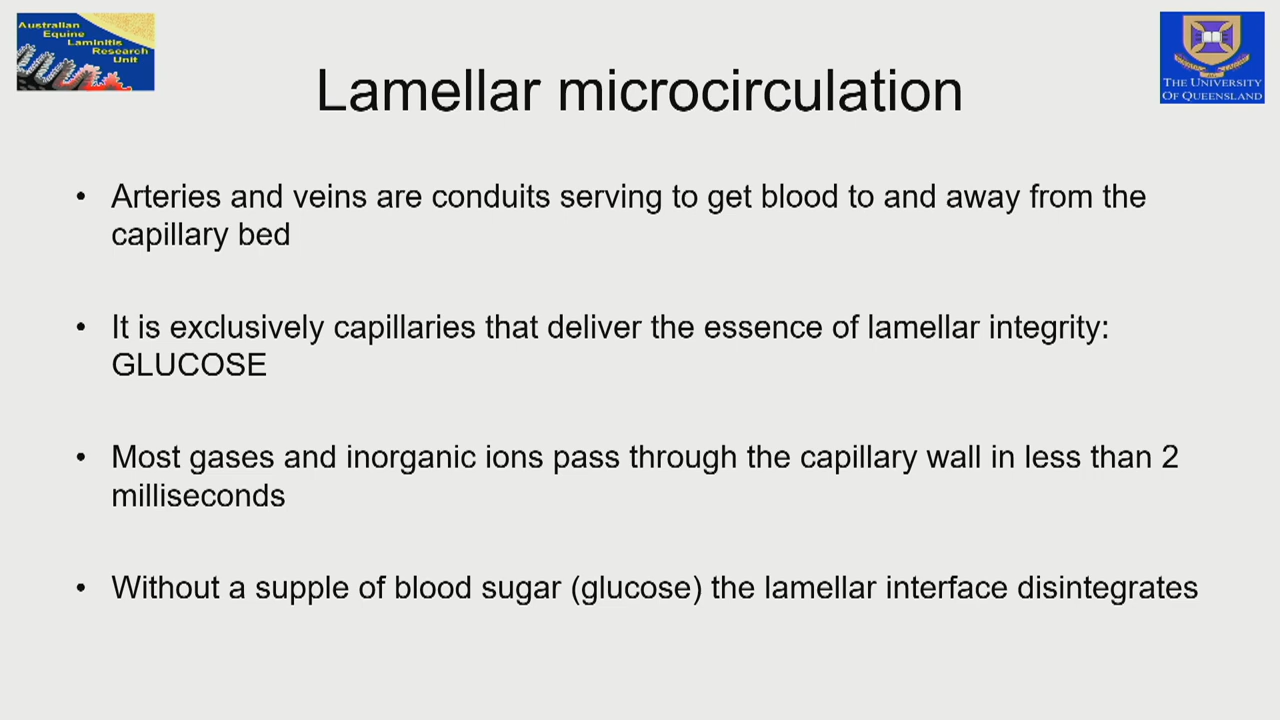 Australian
Equine
Laminitis
Research
Unit
THE UNIVERSITY
OF QUEENSLAND
Lamellar microcirculation
• Arteries and veins are conduits serving to get blood to and away from the
capillary bed
• It is exclusively capillaries that deliver the essence of lamellar integrity:
GLUCOSE
• Most gases and inorganic ions pass through the capillary wall in less than 2
milliseconds
• Without a supple of blood sugar (glucose) the lamellar interface disintegrates